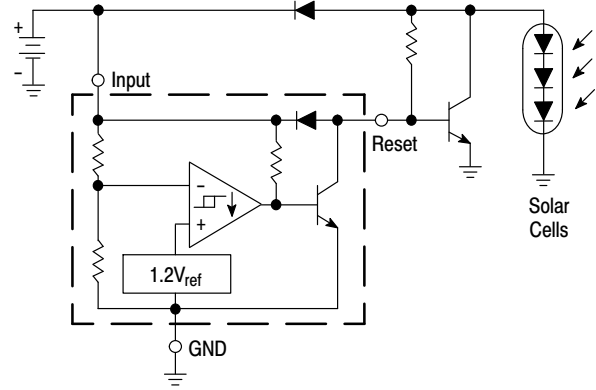 +
−
Input
Reset
−
+
1.2Vref
GND
Solar
Cells